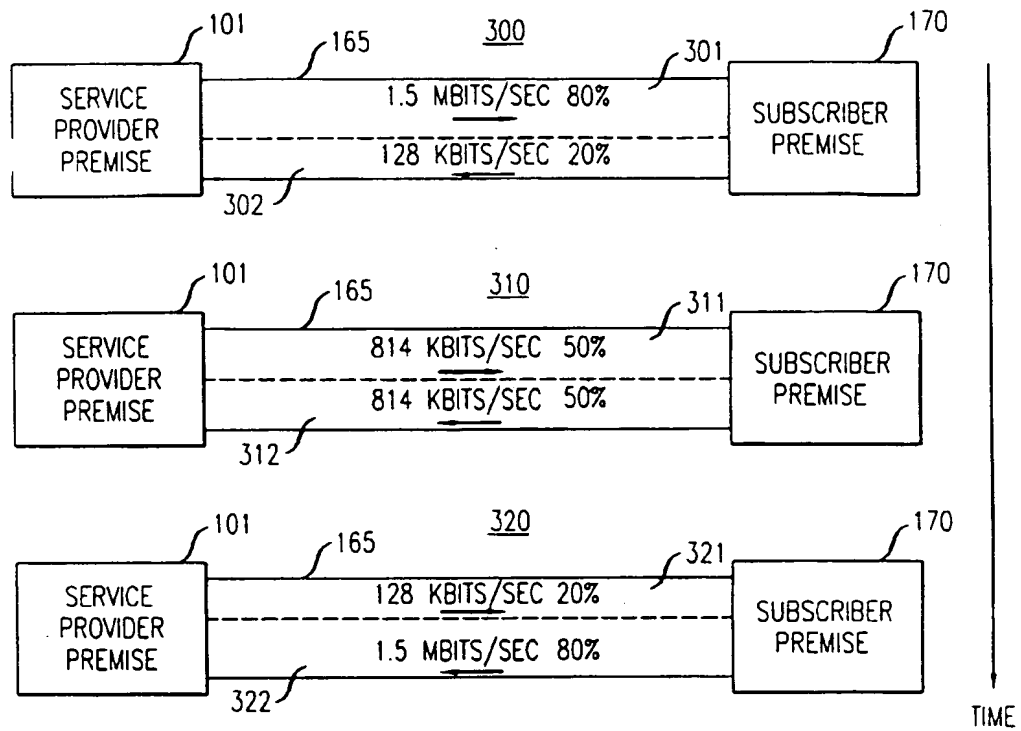 101
165
300
301
170
SERVICE
PROVIDER
PREMISE
1.5 MBITS/SEC 80%
128 KBITS/SEC 20%
SUBSCRIBER
PREMISE
302
101
165
310
311
170
SERVICE
PROVIDER
PREMISE
814 KBITS/SEC 50%
814 KBITS/SEC 50%
SUBSCRIBER
PREMISE
312
101
165
320
321
170
SERVICE
PROVIDER
PREMISE
128 KBITS/SEC 20%
1.5 MBITS/SEC 80%
SUBSCRIBER
PREMISE
322
TIME